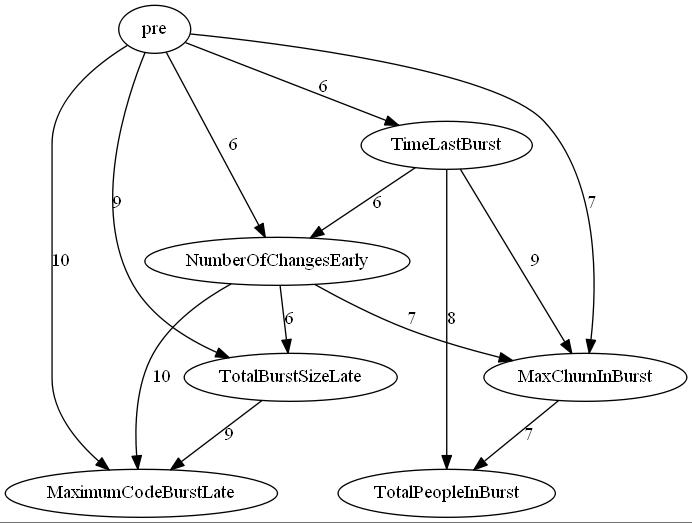 pre
6
TimeLastBurst
6
6
7
9
NumberOfChangesEarly
10
9
6
7
8
10
TotalBurstSizeLate
MaxChurnInBurst
9
7
MaximumCodeBurstLate
TotalPeopleInBurst